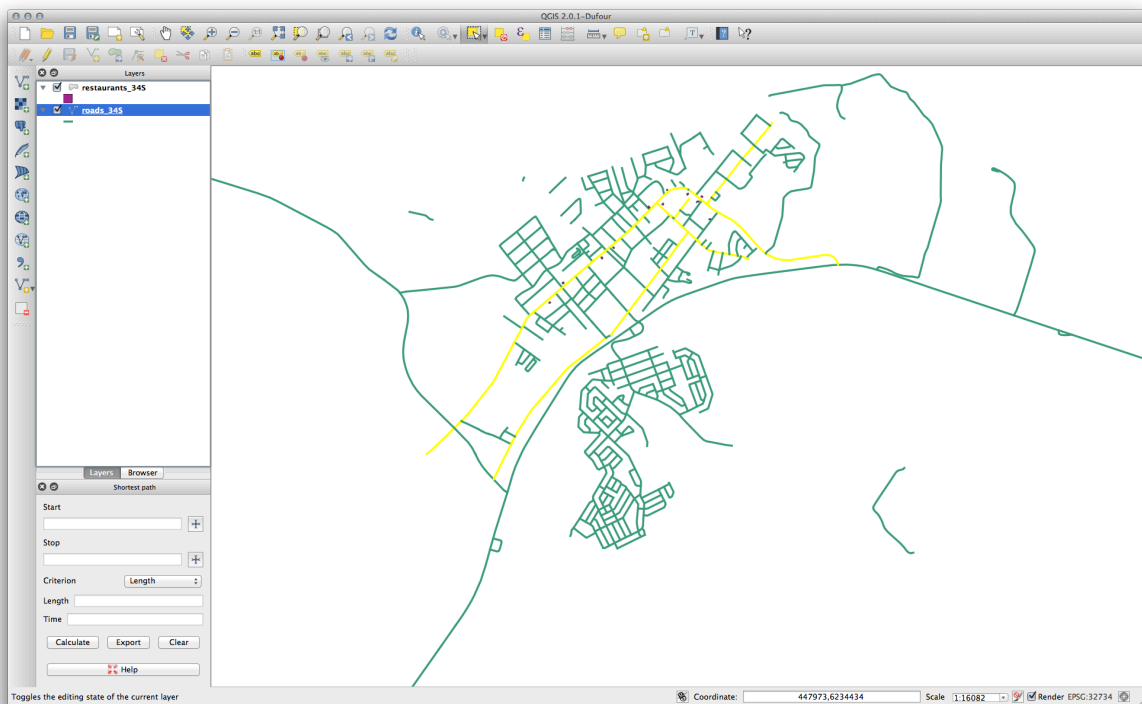 QGIS 2.0.1-Dufour
Layers
restaurants_34S
roads_34S
Layers Browser
Shortest path
Start
Stop
Criterion Length
Length
Time
Calculate Export Clear
Help
Toggles the editing state of the current layer
Coordinate: 447973,6234434 Scale 1:16082 Render EPSG:32734